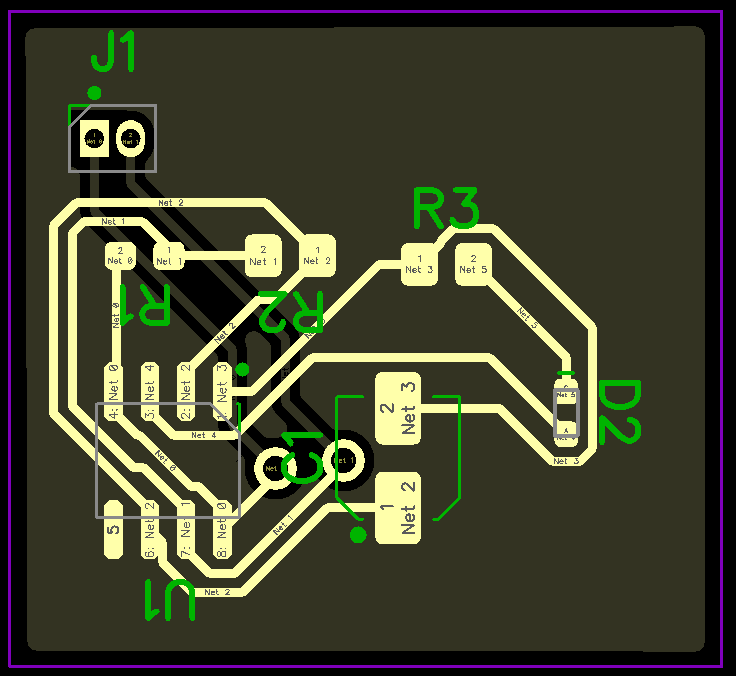 J1
1
Net 0
2
Net 1
Net 2
Net 1
R3
2
Net 0
1
Net 1
2
Net 1
1
Net 2
1
Net 3
2
Net 5
R1
R2
Net 0
Net 2
Net 5
4: Net 0
3: Net 4
2: Net 2
1: Net 3
2
Net 3
D2
Net 4
C1
Net 0
Net 1
Net 3
1
Net 2
5
6: Net 2
7: Net 1
8: Net 0
Net 1
U1
Net 2